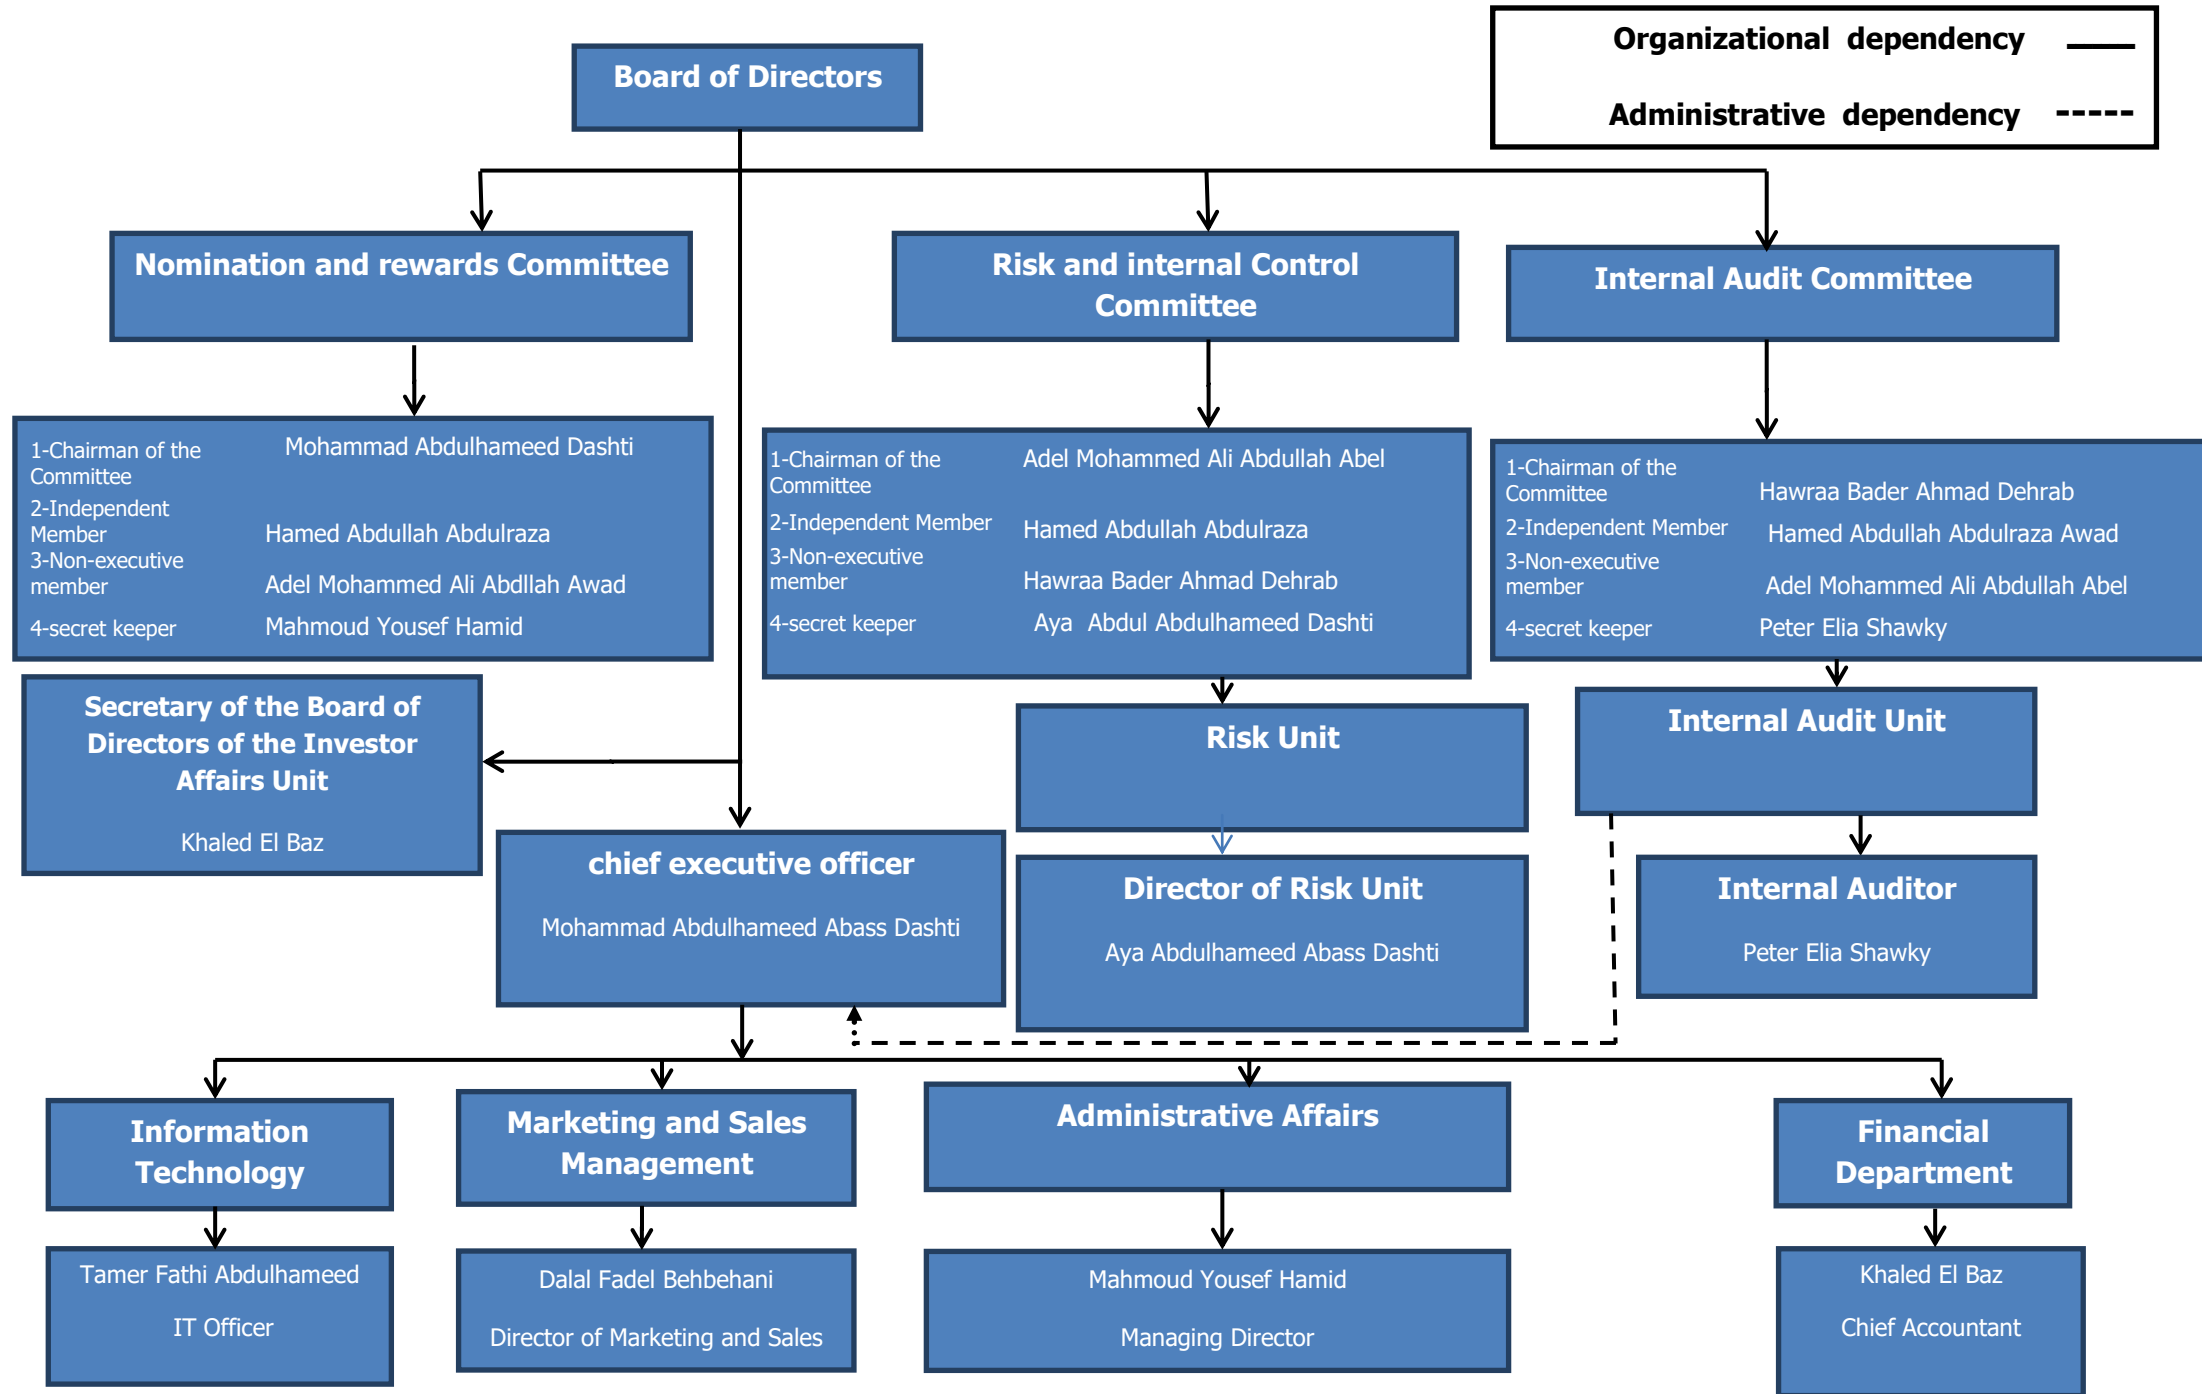 Organizational dependency
Administrative dependency
Board of Directors
Nomination and rewards Committee
Risk and internal Control
Committee
Internal Audit Committee
1-Chairman of the
Committee
Mohammad Abdulhameed Dashti
2-Independent
Member
Hamed Abdullah Abdulraza
3-Non-executive
member
Adel Mohammed Ali Abdllah Awad
4-secret keeper
Mahmoud Yousef Hamid
1-Chairman of the
Committee
Adel Mohammed Ali Abdullah Abel
2-Independent Member
Hamed Abdullah Abdulraza
3-Non-executive
member
Hawraa Bader Ahmad Dehrab
4-secret keeper
Aya Abdul Abdulhameed Dashti
1-Chairman of the
Committee
Hawraa Bader Ahmad Dehrab
2-Independent Member
Hamed Abdullah Abdulraza Awad
3-Non-executive
member
Adel Mohammed Ali Abdullah Abel
4-secret keeper
Peter Elia Shawky
Secretary of the Board of
Directors of the Investor
Affairs Unit
Khaled El Baz
Risk Unit
Internal Audit Unit
chief executive officer
Mohammad Abdulhameed Abass Dashti
Director of Risk Unit
Aya Abdulhameed Abass Dashti
Internal Auditor
Peter Elia Shawky
Information
Technology
Marketing and Sales
Management
Administrative Affairs
Financial
Department
Tamer Fathi Abdulhameed
IT Officer
Dalal Fadel Behbehani
Director of Marketing and Sales
Mahmoud Yousef Hamid
Managing Director
Khaled El Baz
Chief Accountant